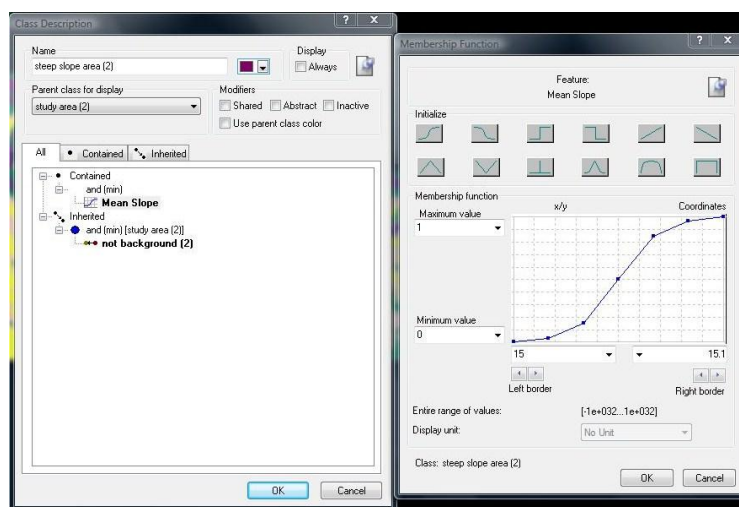 Class Description
? X
Name
steep slope area (2)
Display
Always
Parent class for display
study area (2)
Modifiers
Shared Abstract Inactive
Use parent class color
All Contained Inherited
Contained
and (min)
Mean Slope
Inherited
and (min) [study area (2)]
not background (2)
OK Cancel
Membership Function
? X
Feature:
Mean Slope
Initialize
Membership function
Maximum value
1
x/y Coordinates
Minimum value
0
15 15.1
Left border Right border
Entire range of values: [-1e+032...1e+032]
Display unit: No Unit
Class: steep slope area (2)
OK Cancel